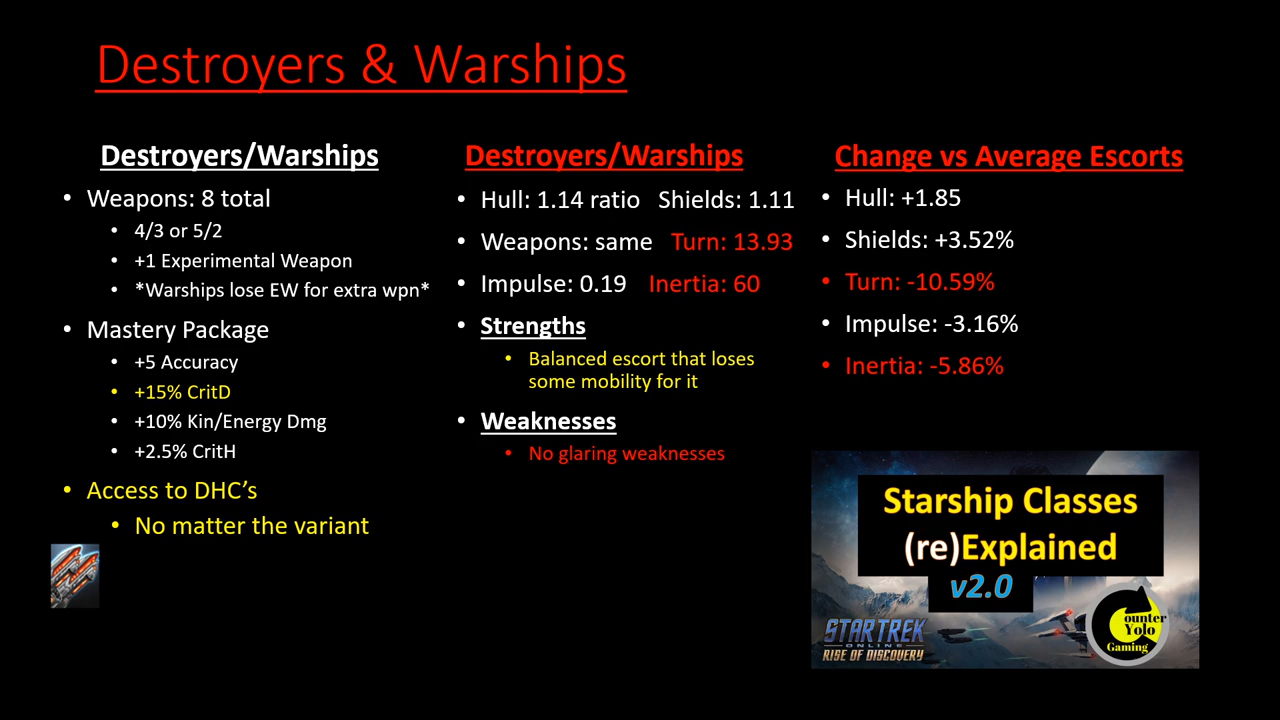 Destroyers & Warships
Destroyers/Warships
Weapons: 8 total
4/3 or 5/2
+1 Experimental Weapon
*Warships lose EW for extra wpn*
Mastery Package
+5 Accuracy
+15% CritD
+10% Kin/Energy Dmg
+2.5% CritH
Access to DHC’s
No matter the variant
Destroyers/Warships
Hull: 1.14 ratio Shields: 1.11
Weapons: same Turn: 13.93
Impulse: 0.19 Inertia: 60
Strengths
Balanced escort that loses
some mobility for it
Weaknesses
No glaring weaknesses
Change vs Average Escorts
Hull: +1.85
Shields: +3.52%
Turn: -10.59%
Impulse: -3.16%
Inertia: -5.86%
Starship Classes
(re)Explained
v2.0
STAR TREK
ONLINE
RISE OF DISCOVERY
Counter
Yolo
Gaming